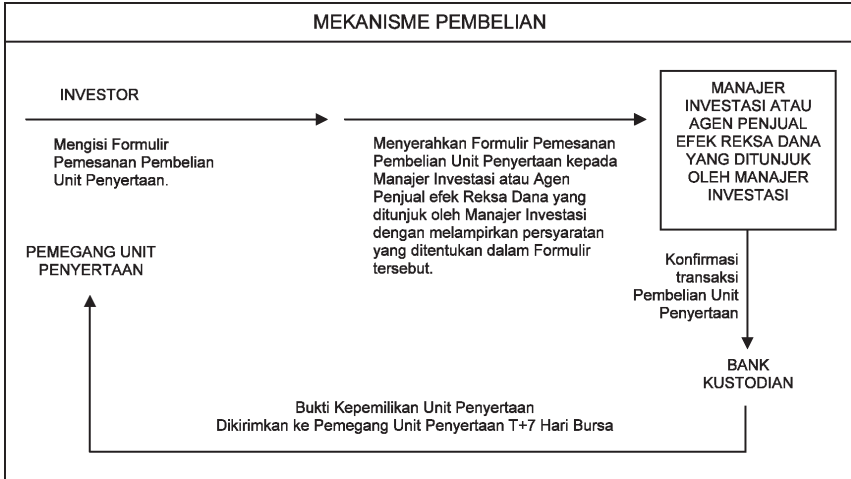 MEKANISME PEMBELIAN
INVESTOR
Mengisi Formulir
Pemesanan Pembelian
Unit Penyertaan.
Menyerahkan Formulir Pemesanan
Pembelian Unit Penyertaan kepada
Manajer Investasi atau Agen
Penjual efek Reksa Dana yang
ditunjuk oleh Manajer Investasi
dengan melampirkan persyaratan
yang ditentukan dalam Formulir
tersebut.
MANAJER
INVESTASI ATAU
AGEN PENJUAL
EFEK REKSA DANA
YANG DITUNJUK
OLEH MANAJER
INVESTASI
Konfirmasi
transaksi
Pembelian Unit
Penyertaan
BANK
KUSTODIAN
Bukti Kepemilikan Unit Penyertaan
Dikirimkan ke Pemegang Unit Penyertaan T+7 Hari Bursa
PEMEGANG UNIT
PENYERTAAN